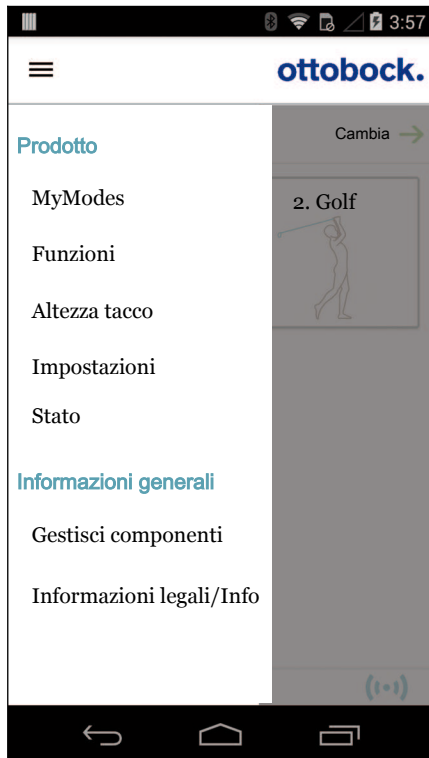 3:57
ottobock.
Prodotto
Cambia
MyModes
2. Golf
Funzioni
Altezza tacco
Impostazioni
Stato
Informazioni generali
Gestisci componenti
Informazioni legali/Info